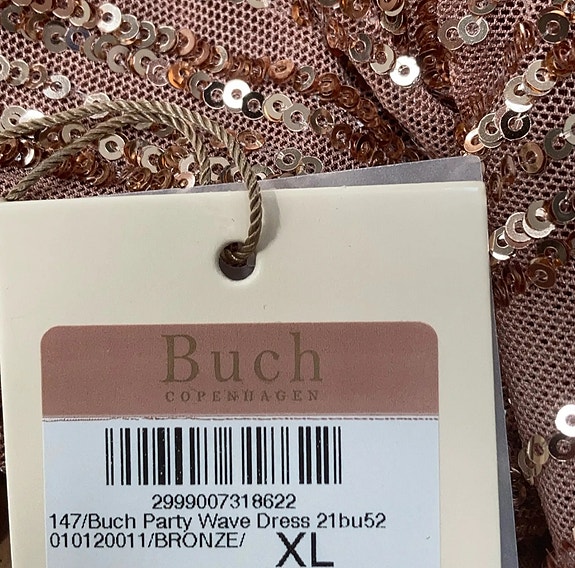 Buch
COPENHAGEN
2999007318622
147/Buch Party Wave Dress 21bu52
010120011/BRONZE/ XL